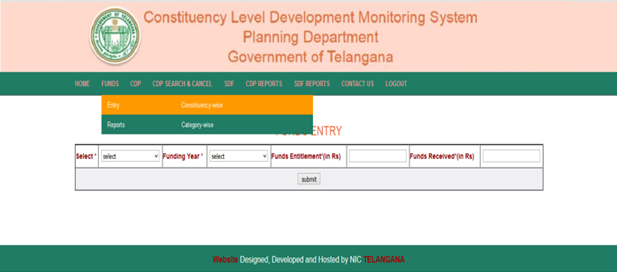 Constituency Level Development Monitoring System
Planning Department
Government of Telangana
HOME FUNDS CDP CDP SEARCH & CANCEL SDF CDP REPORTS SDF REPORTS CONTACT US LOGOUT
Entry Constituency-wise
Reports Category-wise
ENTRY
Select * select Funding Year * select Funds Entitlement*(in Rs) Funds Received*(in Rs)
submit
Website Designed, Developed and Hosted by NIC TELANGANA